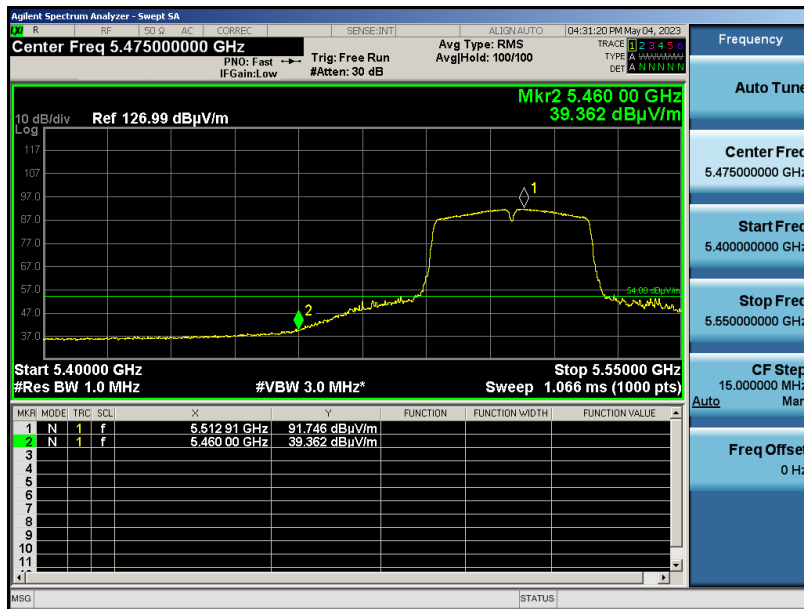 Agilent Spectrum Analyzer - Swept SA
LXI R RF 50 Ω AC CORREC SENSE:INT ALIGN AUTO 04:31:20 PM May 04, 2023
Center Freq 5.475000000 GHz
PNO: Fast
IFGain:Low
Trig: Free Run
#Atten: 30 dB
Avg Type: RMS
Avg|Hold: 100/100
TRACE 1 2 3 4 5 6
TYPE A WWWWW
DET A N N N N N
Mkr2 5.460 00 GHz
39.362 dBµV/m
10 dB/div Ref 126.99 dBµV/m
Log
117
107
97.0
87.0
77.0
67.0
57.0
47.0
37.0
1
2
54.00 dBµV/m
Start 5.40000 GHz Stop 5.55000 GHz
#Res BW 1.0 MHz #VBW 3.0 MHz* Sweep 1.066 ms (1000 pts)
MKR MODE TRC SCL X Y FUNCTION FUNCTION WIDTH FUNCTION VALUE
1 N 1 f 5.512 91 GHz 91.746 dBµV/m
2 N 1 f 5.460 00 GHz 39.362 dBµV/m
3
4
5
6
7
8
9
10
11
MSG STATUS
Frequency
Auto Tune
Center Freq
5.475000000 GHz
Start Freq
5.400000000 GHz
Stop Freq
5.550000000 GHz
CF Step
15.000000 MHz
Auto Man
Freq Offset
0 Hz